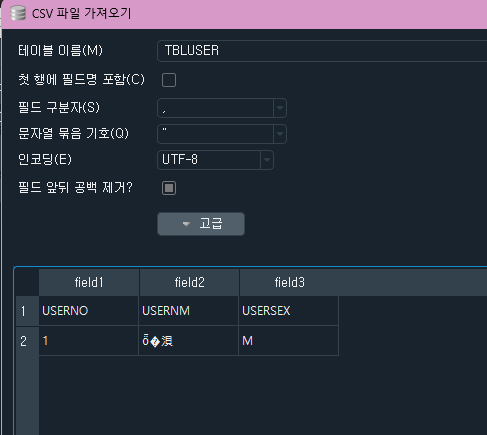 CSV 파일 가져오기
테이블 이름(M) TBLUSER
첫 행에 필드명 포함(C)
필드 구분자(S) ,
문자열 묶음 기호(Q) "
인코딩(E) UTF-8
필드 앞뒤 공백 제거?
고급
field1 field2 field3
1 USERNO USERNM USERSEX
2 1 M